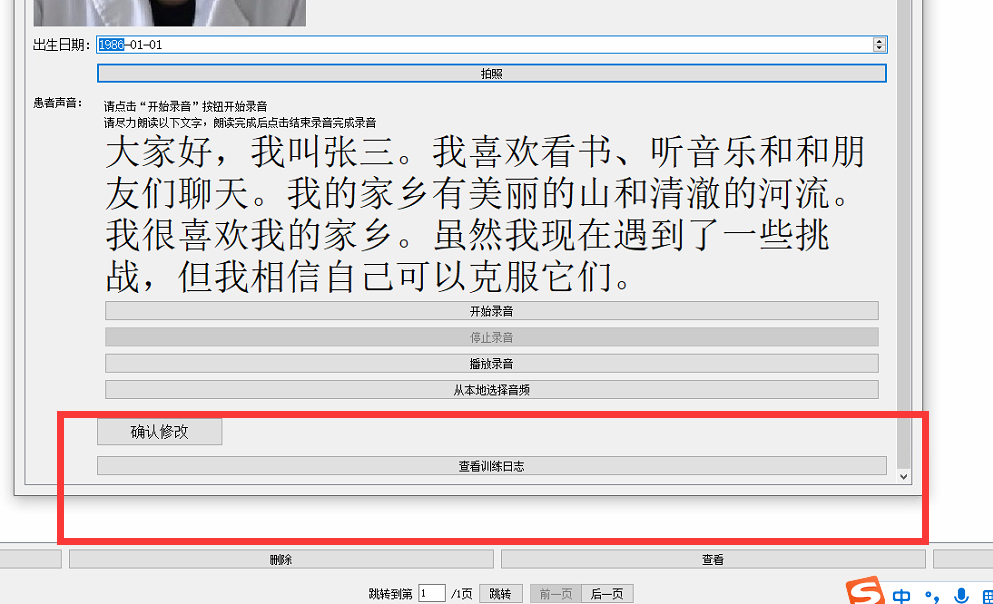 出生日期：
1986-01-01
拍照
患者声音：
请点击“开始录音”按钮开始录音
请尽力朗读以下文字，朗读完成后点击结束录音完成录音
大家好，我叫张三。我喜欢看书、听音乐和和朋
友们聊天。我的家乡有美丽的山和清澈的河流。
我很喜欢我的家乡。虽然我现在遇到了一些挑
战，但我相信自己可以克服它们。
开始录音
停止录音
播放录音
从本地选择音频
确认修改
查看训练日志
删除 查看
跳转到第 1 /1页 跳转 前一页 后一页
S 中